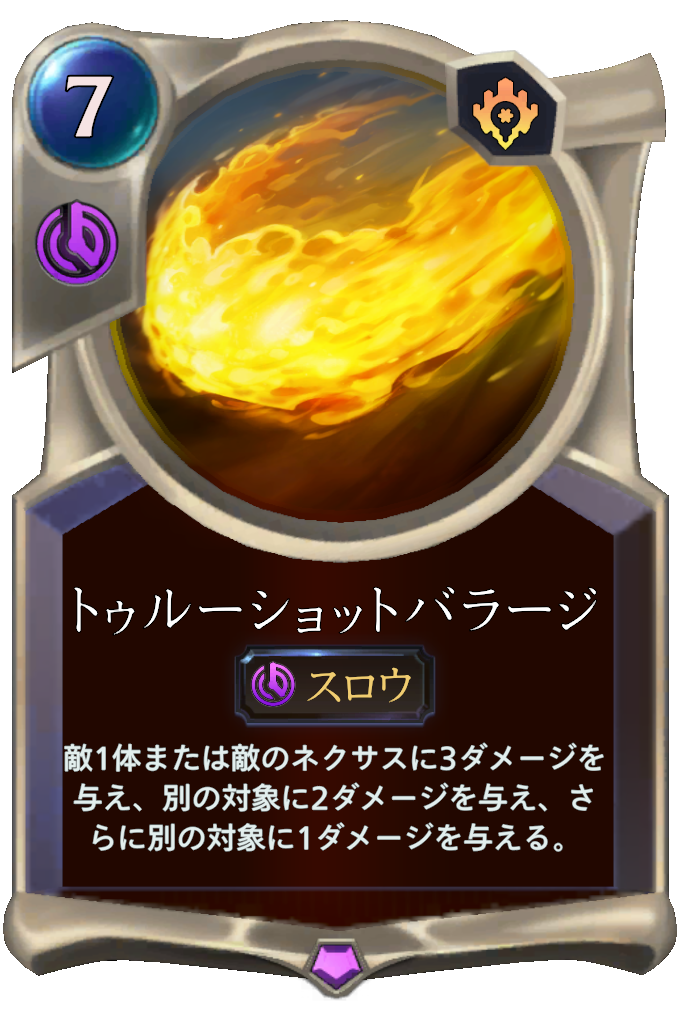 7
トゥルーショットバラージ
スロウ
敵1体または敵のネクサスに3ダメージを
与え、別の対象に2ダメージを与え、さ
らに別の対象に1ダメージを与える。